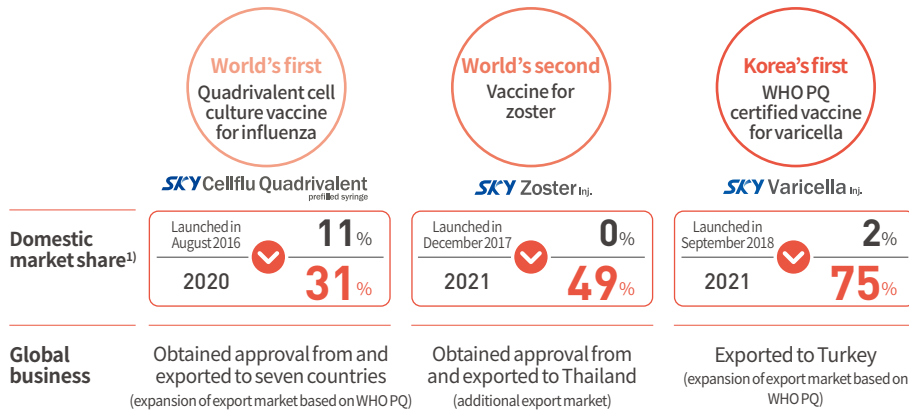 World's first
Quadrivalent cell
culture vaccine
for influenza
World's second
Vaccine for
zoster
Korea's first
WHO PQ
certified vaccine
for varicella
SKY Cellflu Quadrivalent
prefilled syringe
SKY Zoster Inj.
SKY Varicella Inj.
Domestic
market share1)
Launched in
August 2016
11%
2020
31%
Launched in
December 2017
0%
2021
49%
Launched in
September 2018
2%
2021
75%
Global
business
Obtained approval from and
exported to seven countries
(expansion of export market based on WHO PQ)
Obtained approval from
and exported to Thailand
(additional export market)
Exported to Turkey
(expansion of export market based on
WHO PQ)